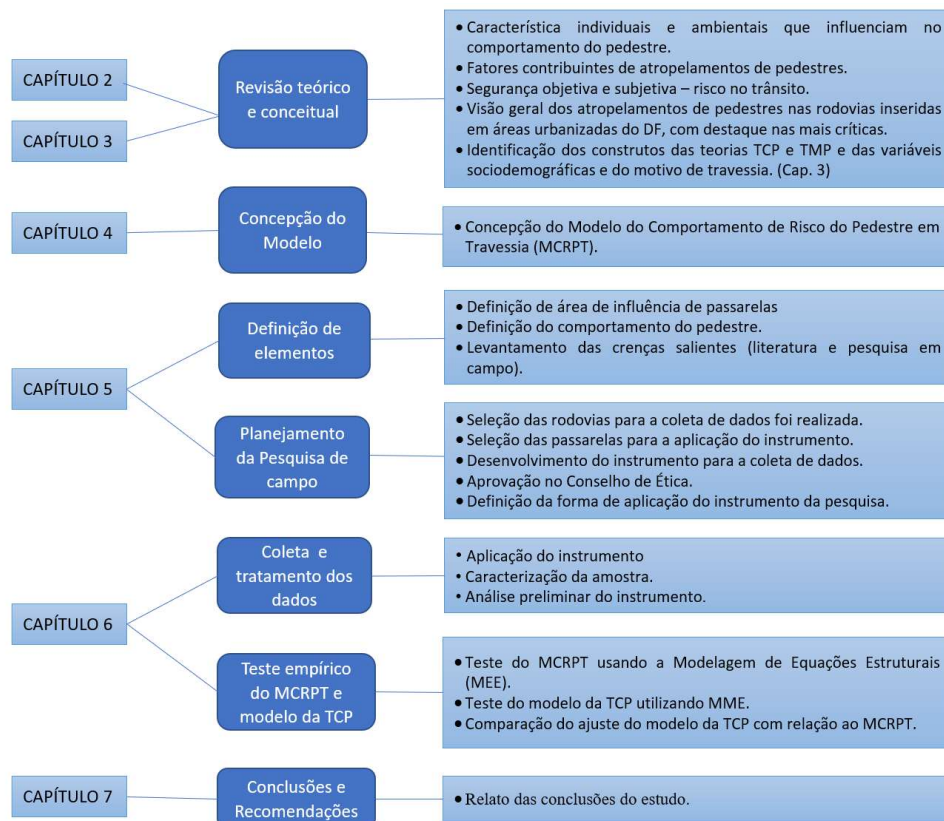 CAPÍTULO 2
CAPÍTULO 3
Revisão teórico
e conceitual
• Característica individuais e ambientais que influenciam no
comportamento do pedestre.
• Fatores contribuintes de atropelamentos de pedestres.
• Segurança objetiva e subjetiva – risco no trânsito.
• Visão geral dos atropelamentos de pedestres nas rodovias inseridas
em áreas urbanizadas do DF, com destaque nas mais críticas.
• Identificação dos construtos das teorias TCP e TMP e das variáveis
sociodemográficas e do motivo de travessia. (Cap. 3)
CAPÍTULO 4
Concepção do
Modelo
• Concepção do Modelo do Comportamento de Risco do Pedestre em
Travessia (MCRPT).
CAPÍTULO 5
Definição de
elementos
• Definição de área de influência de passarelas
• Definição do comportamento do pedestre.
• Levantamento das crenças salientes (literatura e pesquisa em
campo).
Planejamento
da Pesquisa de
campo
• Seleção das rodovias para a coleta de dados foi realizada.
• Seleção das passarelas para a aplicação do instrumento.
• Desenvolvimento do instrumento para a coleta de dados.
• Aprovação no Conselho de Ética.
• Definição da forma de aplicação do instrumento da pesquisa.
CAPÍTULO 6
Coleta e
tratamento dos
dados
• Aplicação do instrumento
• Caracterização da amostra.
• Análise preliminar do instrumento.
Teste empírico
do MCRPT e
modelo da TCP
• Teste do MCRPT usando a Modelagem de Equações Estruturais
(MEE).
• Teste do modelo da TCP utilizando MME.
• Comparação do ajuste do modelo da TCP com relação ao MCRPT.
CAPÍTULO 7
Conclusões e
Recomendações
• Relato das conclusões do estudo.